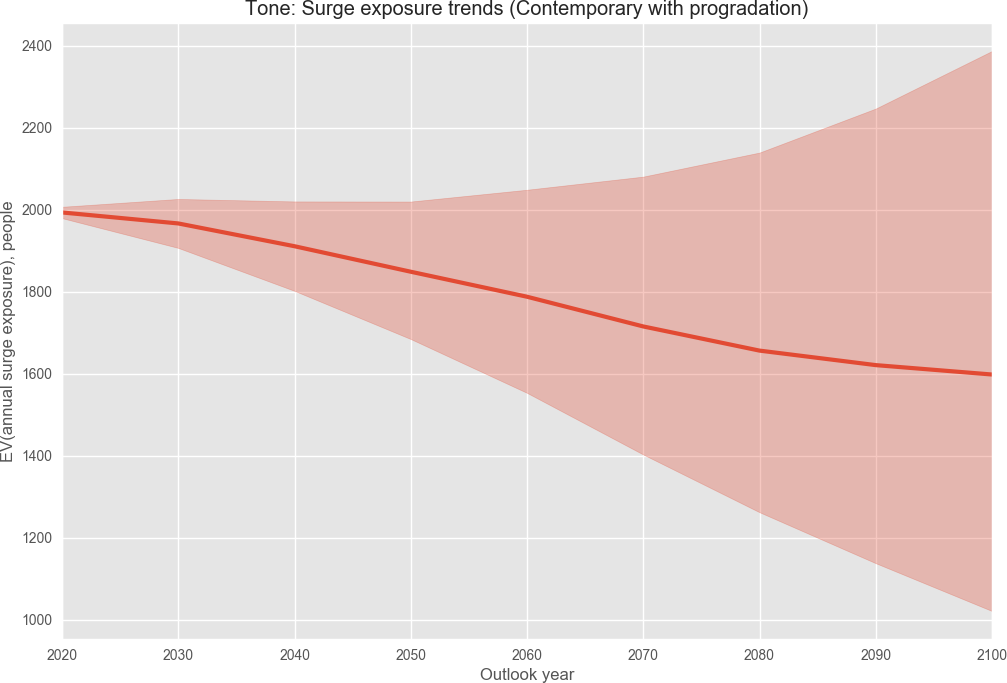 Tone: Surge exposure trends (Contemporary with progradation)
EV(annual surge exposure), people
2400
2200
2000
1800
1600
1400
1200
1000
2020 2030 2040 2050 2060 2070 2080 2090 2100
Outlook year